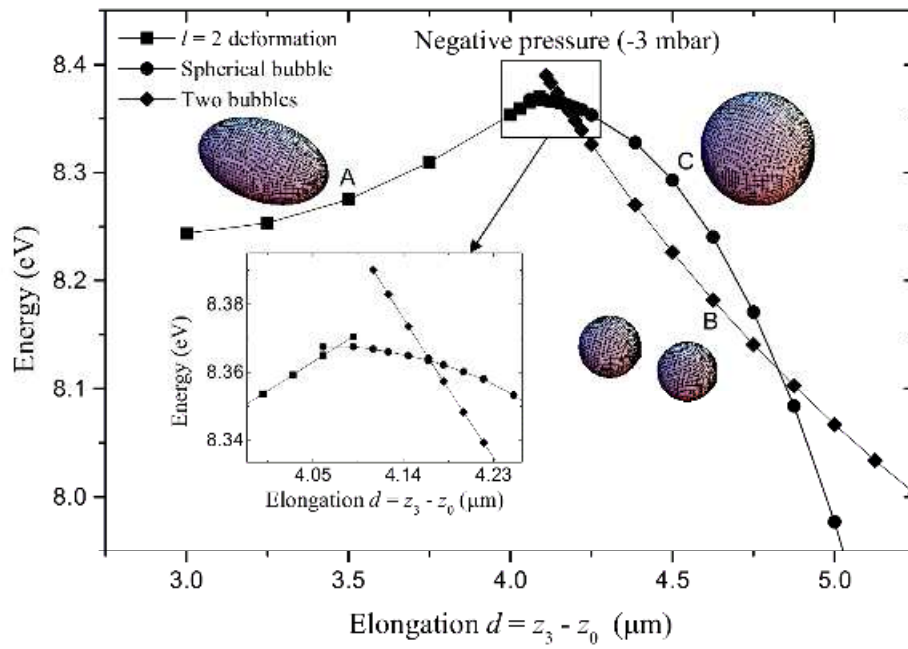 l = 2 deformation
Spherical bubble
Two bubbles
Negative pressure (-3 mbar)
8.4
8.3
8.2
8.1
8.0
Energy (eV)
A
C
B
8.38
8.36
8.34
Energy (eV)
4.05 4.14 4.23
Elongation d = z₃ - z₀ (μm)
3.0 3.5 4.0 4.5 5.0
Elongation d = z₃ - z₀ (μm)